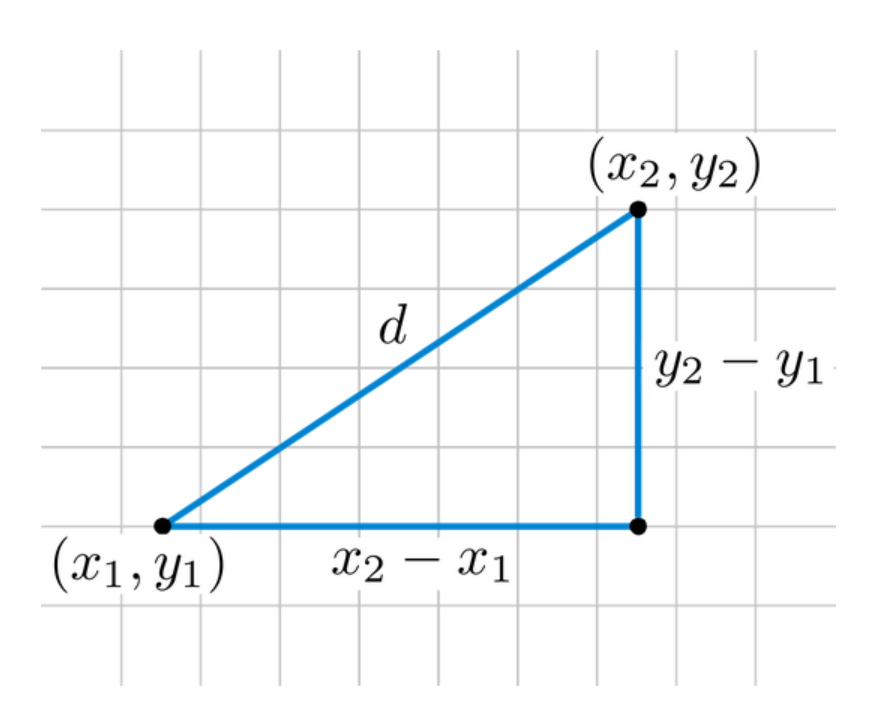 (x₂, y₂)
d
y₂ − y₁
(x₁, y₁)
x₂ − x₁